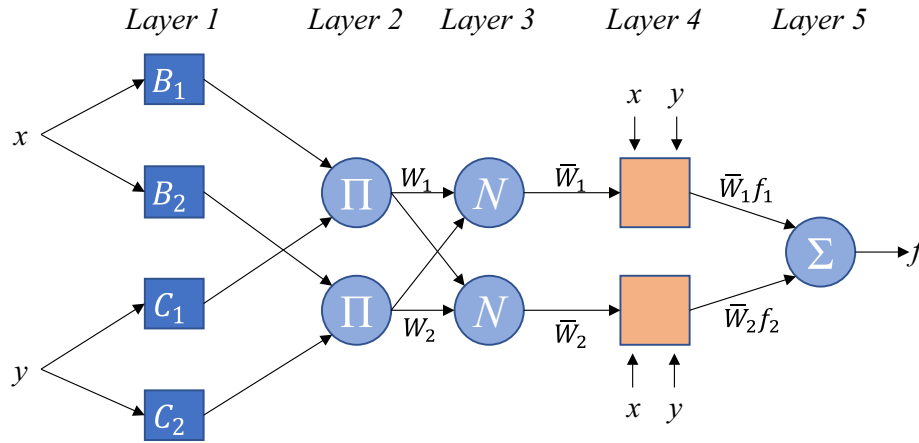 Layer 1 Layer 2 Layer 3 Layer 4 Layer 5
B₁
x y
x
B₂
Π W₁ N W̅₁
W̅₁f₁
Σ f
C₁
Π W₂ N W̅₂
W̅₂f₂
y
C₂
x y